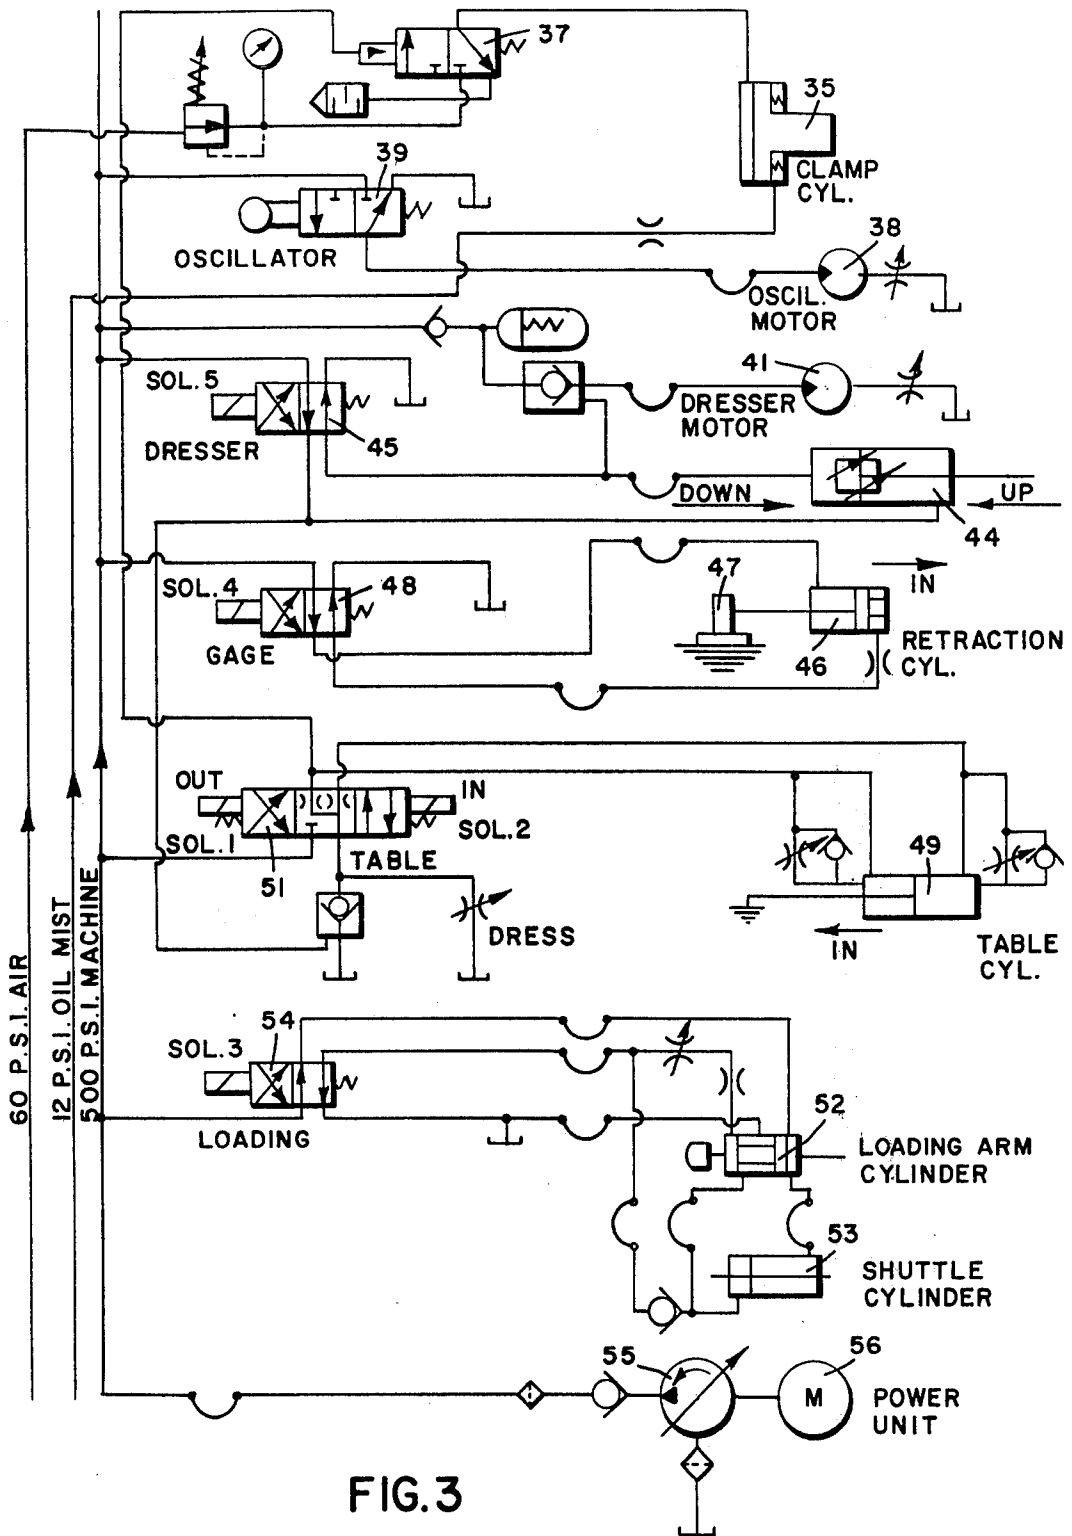 37
35
CLAMP
CYL.
39
OSCILLATOR
38
OSCIL.
MOTOR
SOL.5
45
DRESSER
41
DRESSER
MOTOR
DOWN
UP
44
SOL.4
48
GAGE
47
IN
46
RETRACTION
CYL.
OUT
IN
SOL.1
SOL.2
51
TABLE
DRESS
49
IN
TABLE
CYL.
60 P.S.I. AIR
12 P.S.I. OIL MIST
500 P.S.I. MACHINE
54
SOL.3
LOADING
52
LOADING ARM
CYLINDER
53
SHUTTLE
CYLINDER
55
56
M
POWER
UNIT
FIG.3